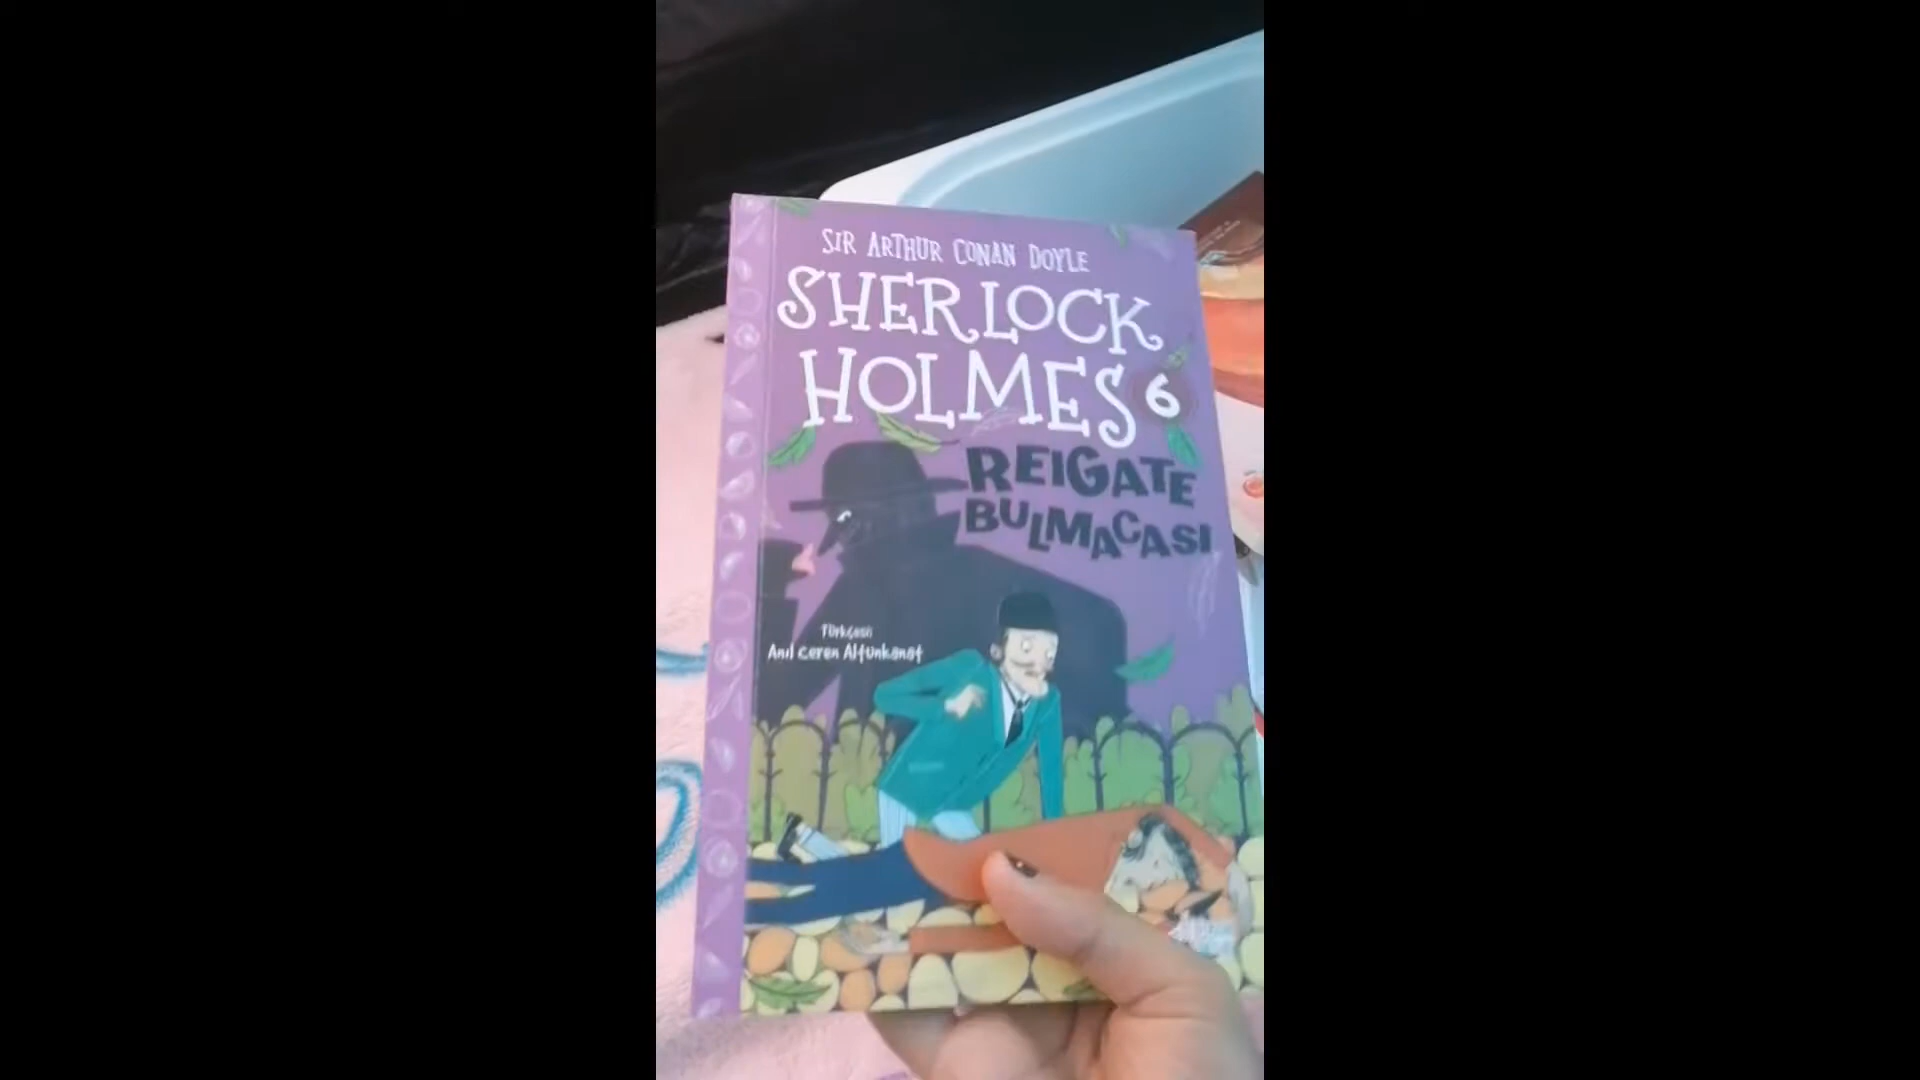 SIR ARTHUR CONAN DOYLE
SHERLOCK
HOLMES 6
REIGATE
BULMACASI
Türkçesi
Anıl Ceren Altunkanat